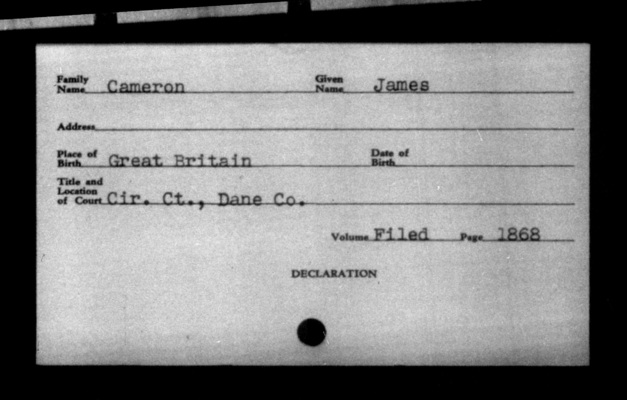 Family Name Cameron Given Name James
Address
Place of Birth Great Britain Date of Birth
Title and Location of Court Cir. Ct., Dane Co.
Volume Filed Page 1868
DECLARATION